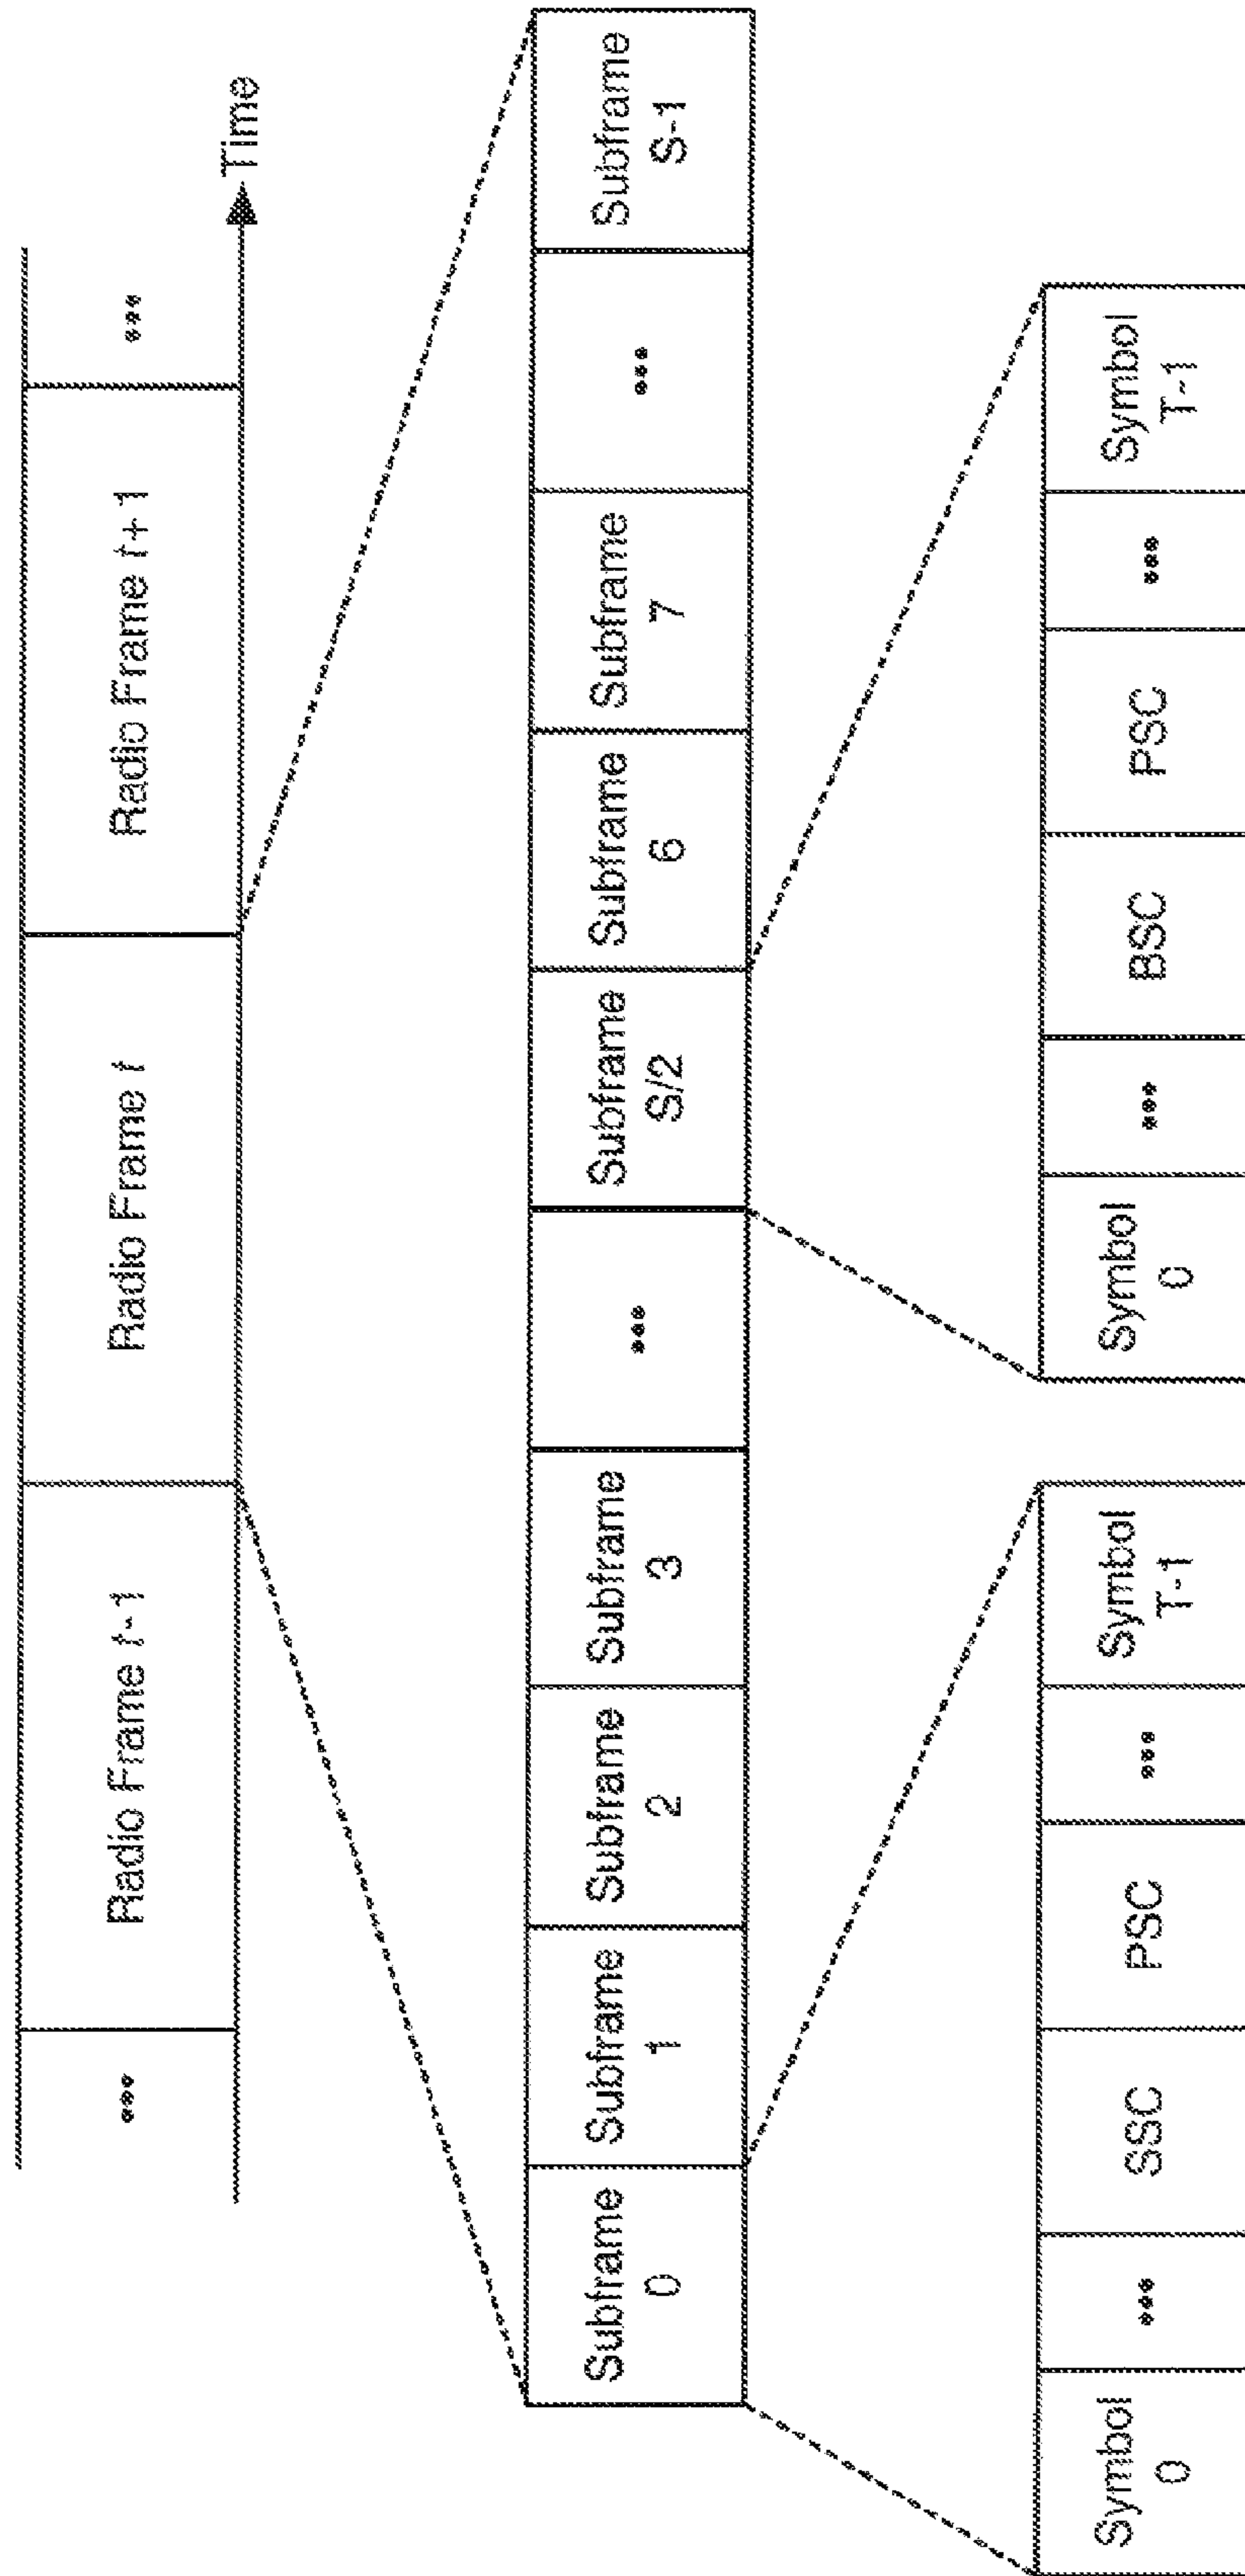 ••• Radio Frame t-1 Radio Frame t Radio Frame t+1 •••
Time
Subframe 0 Subframe 1 Subframe 2 Subframe 3 ••• Subframe S/2 Subframe 6 Subframe 7 ••• Subframe S-1
Symbol 0 ••• SSC PSC ••• Symbol T-1
Symbol 0 ••• BSC PSC ••• Symbol T-1